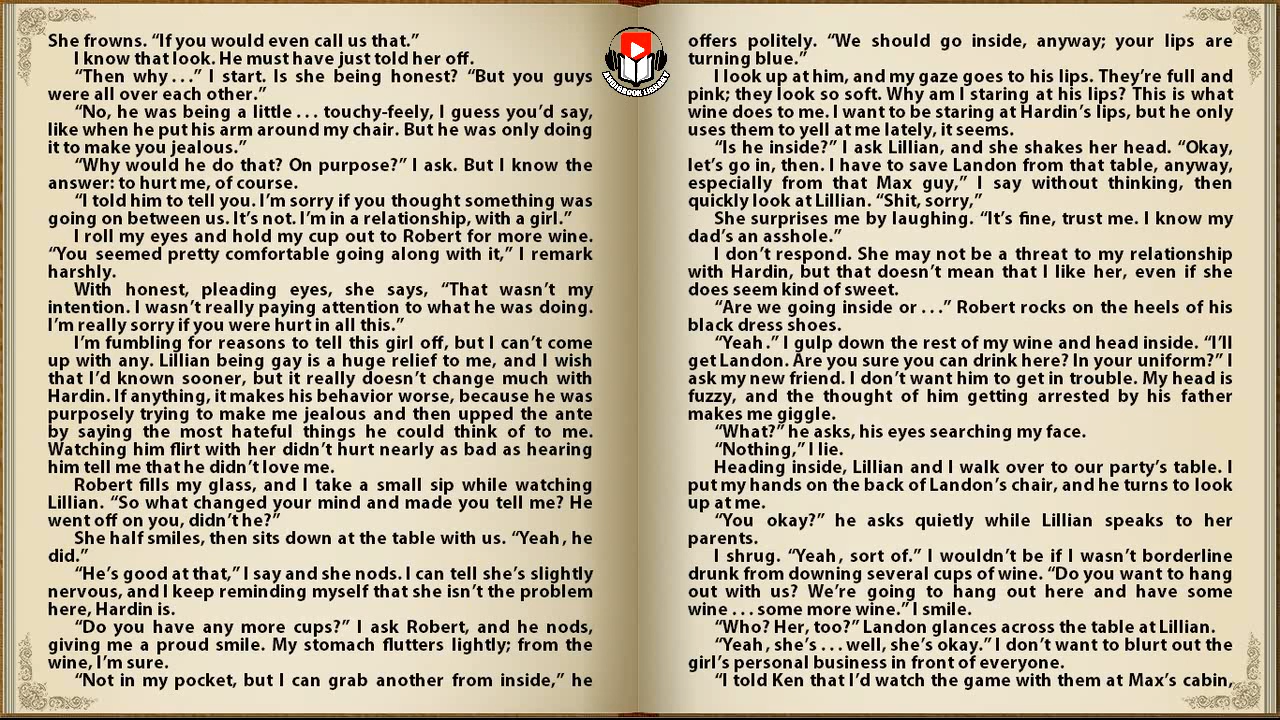 She frowns. “If you would even call us that.”
I know that look. He must have just told her off.
“Then why . . .” I start. Is she being honest? “But you guys
were all over each other.”
“No, he was being a little . . . touchy-feely, I guess you’d say,
like when he put his arm around my chair. But he was only doing
it to make you jealous.”
“Why would he do that? On purpose?” I ask. But I know the
answer: to hurt me, of course.
“I told him to tell you. I’m sorry if you thought something was
going on between us. It’s not. I’m in a relationship, with a girl.”
I roll my eyes and hold my cup out to Robert for more wine.
“You seemed pretty comfortable going along with it,” I remark
harshly.
With honest, pleading eyes, she says, “That wasn’t my
intention. I wasn’t really paying attention to what he was doing.
I’m really sorry if you were hurt in all this.”
I’m fumbling for reasons to tell this girl off, but I can’t come
up with any. Lillian being gay is a huge relief to me, and I wish
that I’d known sooner, but it really doesn’t change much with
Hardin. If anything, it makes his behavior worse, because he was
purposely trying to make me jealous and then upped the ante
by saying the most hateful things he could think of to me.
Watching him flirt with her didn’t hurt nearly as bad as hearing
him tell me that he didn’t love me.
Robert fills my glass, and I take a small sip while watching
Lillian. “So what changed your mind and made you tell me? He
went off on you, didn’t he?”
She half smiles, then sits down at the table with us. “Yeah, he
did.”
“He’s good at that,” I say and she nods. I can tell she’s slightly
nervous, and I keep reminding myself that she isn’t the problem
here, Hardin is.
“Do you have any more cups?” I ask Robert, and he nods,
giving me a proud smile. My stomach flutters lightly; from the
wine, I’m sure.
“Not in my pocket, but I can grab another from inside,” he
AUDIOBOOK LIBRARY
offers politely. “We should go inside, anyway; your lips are
turning blue.”
I look up at him, and my gaze goes to his lips. They’re full and
pink; they look so soft. Why am I staring at his lips? This is what
wine does to me. I want to be staring at Hardin’s lips, but he only
uses them to yell at me lately, it seems.
“Is he inside?” I ask Lillian, and she shakes her head. “Okay,
let’s go in, then. I have to save Landon from that table, anyway,
especially from that Max guy,” I say without thinking, then
quickly look at Lillian. “Shit, sorry,”
She surprises me by laughing. “It’s fine, trust me. I know my
dad’s an asshole.”
I don’t respond. She may not be a threat to my relationship
with Hardin, but that doesn’t mean that I like her, even if she
does seem kind of sweet.
“Are we going inside or . . .” Robert rocks on the heels of his
black dress shoes.
“Yeah.” I gulp down the rest of my wine and head inside. “I’ll
get Landon. Are you sure you can drink here? In your uniform?” I
ask my new friend. I don’t want him to get in trouble. My head is
fuzzy, and the thought of him getting arrested by his father
makes me giggle.
“What?” he asks, his eyes searching my face.
“Nothing,” I lie.
Heading inside, Lillian and I walk over to our party’s table. I
put my hands on the back of Landon’s chair, and he turns to look
up at me.
“You okay?” he asks quietly while Lillian speaks to her
parents.
I shrug. “Yeah, sort of.” I wouldn’t be if I wasn’t borderline
drunk from downing several cups of wine. “Do you want to hang
out with us? We’re going to hang out here and have some
wine . . . some more wine.” I smile.
“Who? Her, too?” Landon glances across the table at Lillian.
“Yeah, she’s . . . well, she’s okay.” I don’t want to blurt out the
girl’s personal business in front of everyone.
“I told Ken that I’d watch the game with them at Max’s cabin,